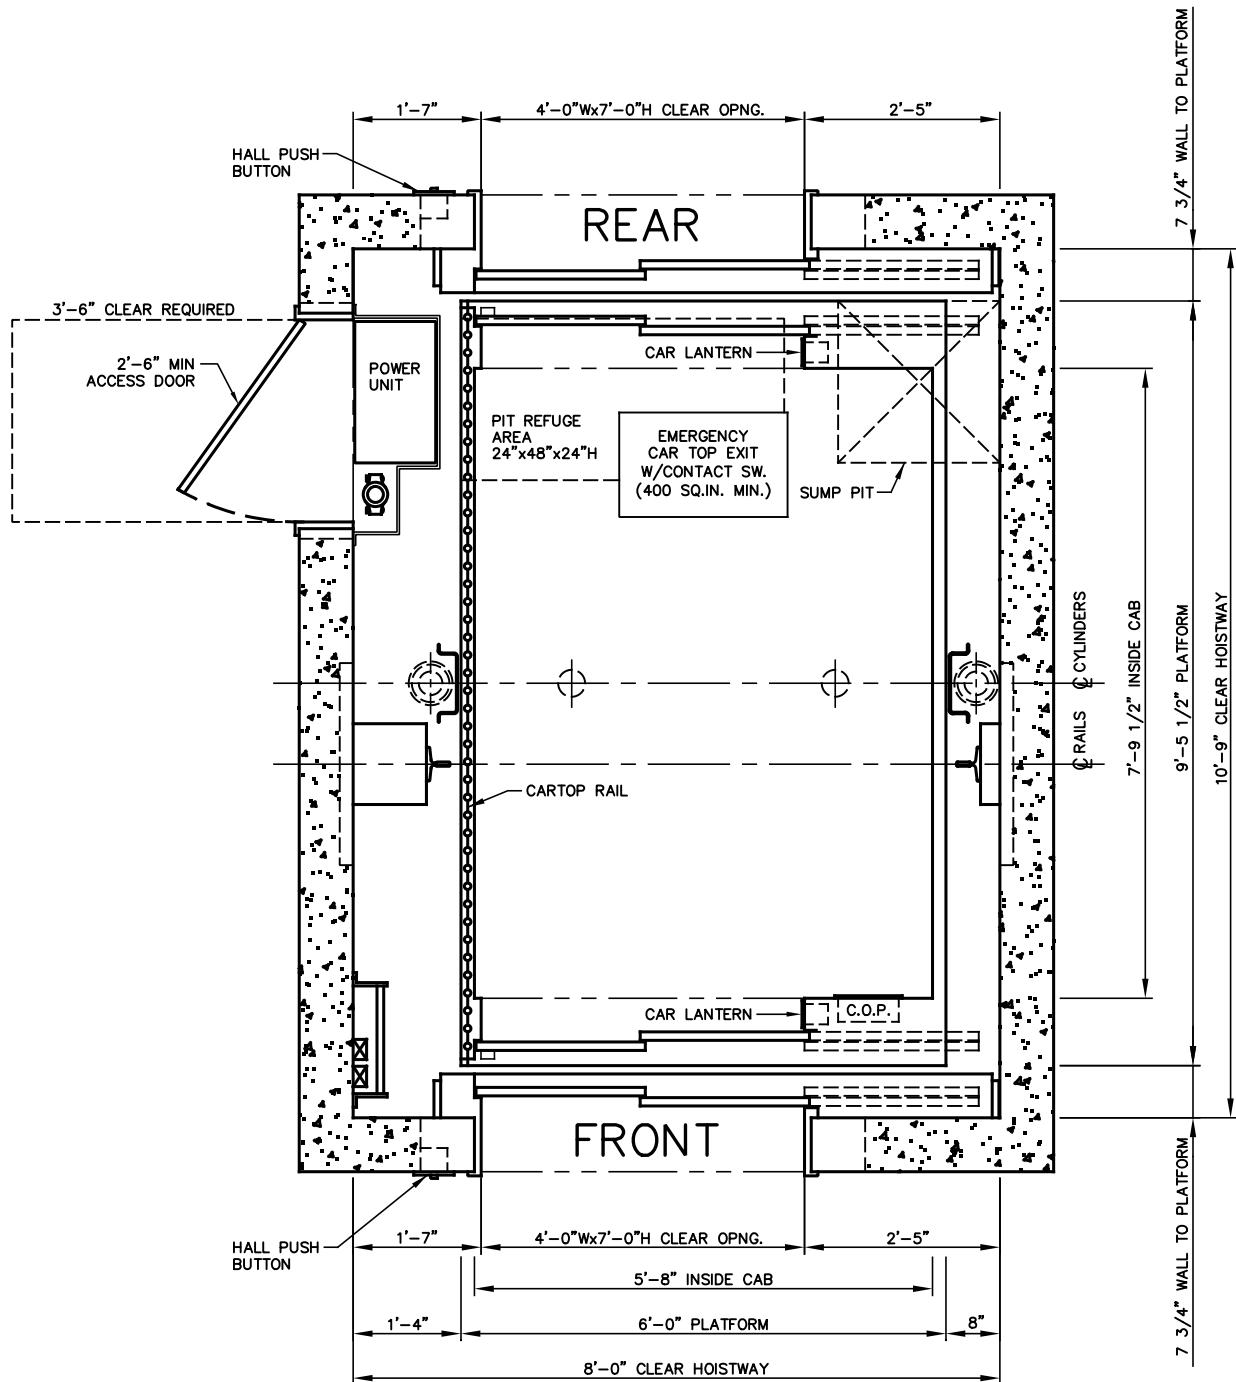 7 3/4" WALL TO PLATFORM
1'-7"
4'-0"Wx7'-0"H CLEAR OPNG.
2'-5"
HALL PUSH
BUTTON
REAR
3'-6" CLEAR REQUIRED
2'-6" MIN
ACCESS DOOR
POWER
UNIT
CAR LANTERN
PIT REFUGE
AREA
24"x48"x24"H
EMERGENCY
CAR TOP EXIT
W/CONTACT SW.
(400 SQ.IN. MIN.)
SUMP PIT
℄ CYLINDERS
℄ RAILS
7'-9 1/2" INSIDE CAB
9'-5 1/2" PLATFORM
10'-9" CLEAR HOISTWAY
CARTOP RAIL
CAR LANTERN
C.O.P.
FRONT
HALL PUSH
BUTTON
1'-7"
4'-0"Wx7'-0"H CLEAR OPNG.
2'-5"
5'-8" INSIDE CAB
1'-4"
6'-0" PLATFORM
8"
8'-0" CLEAR HOISTWAY
7 3/4" WALL TO PLATFORM